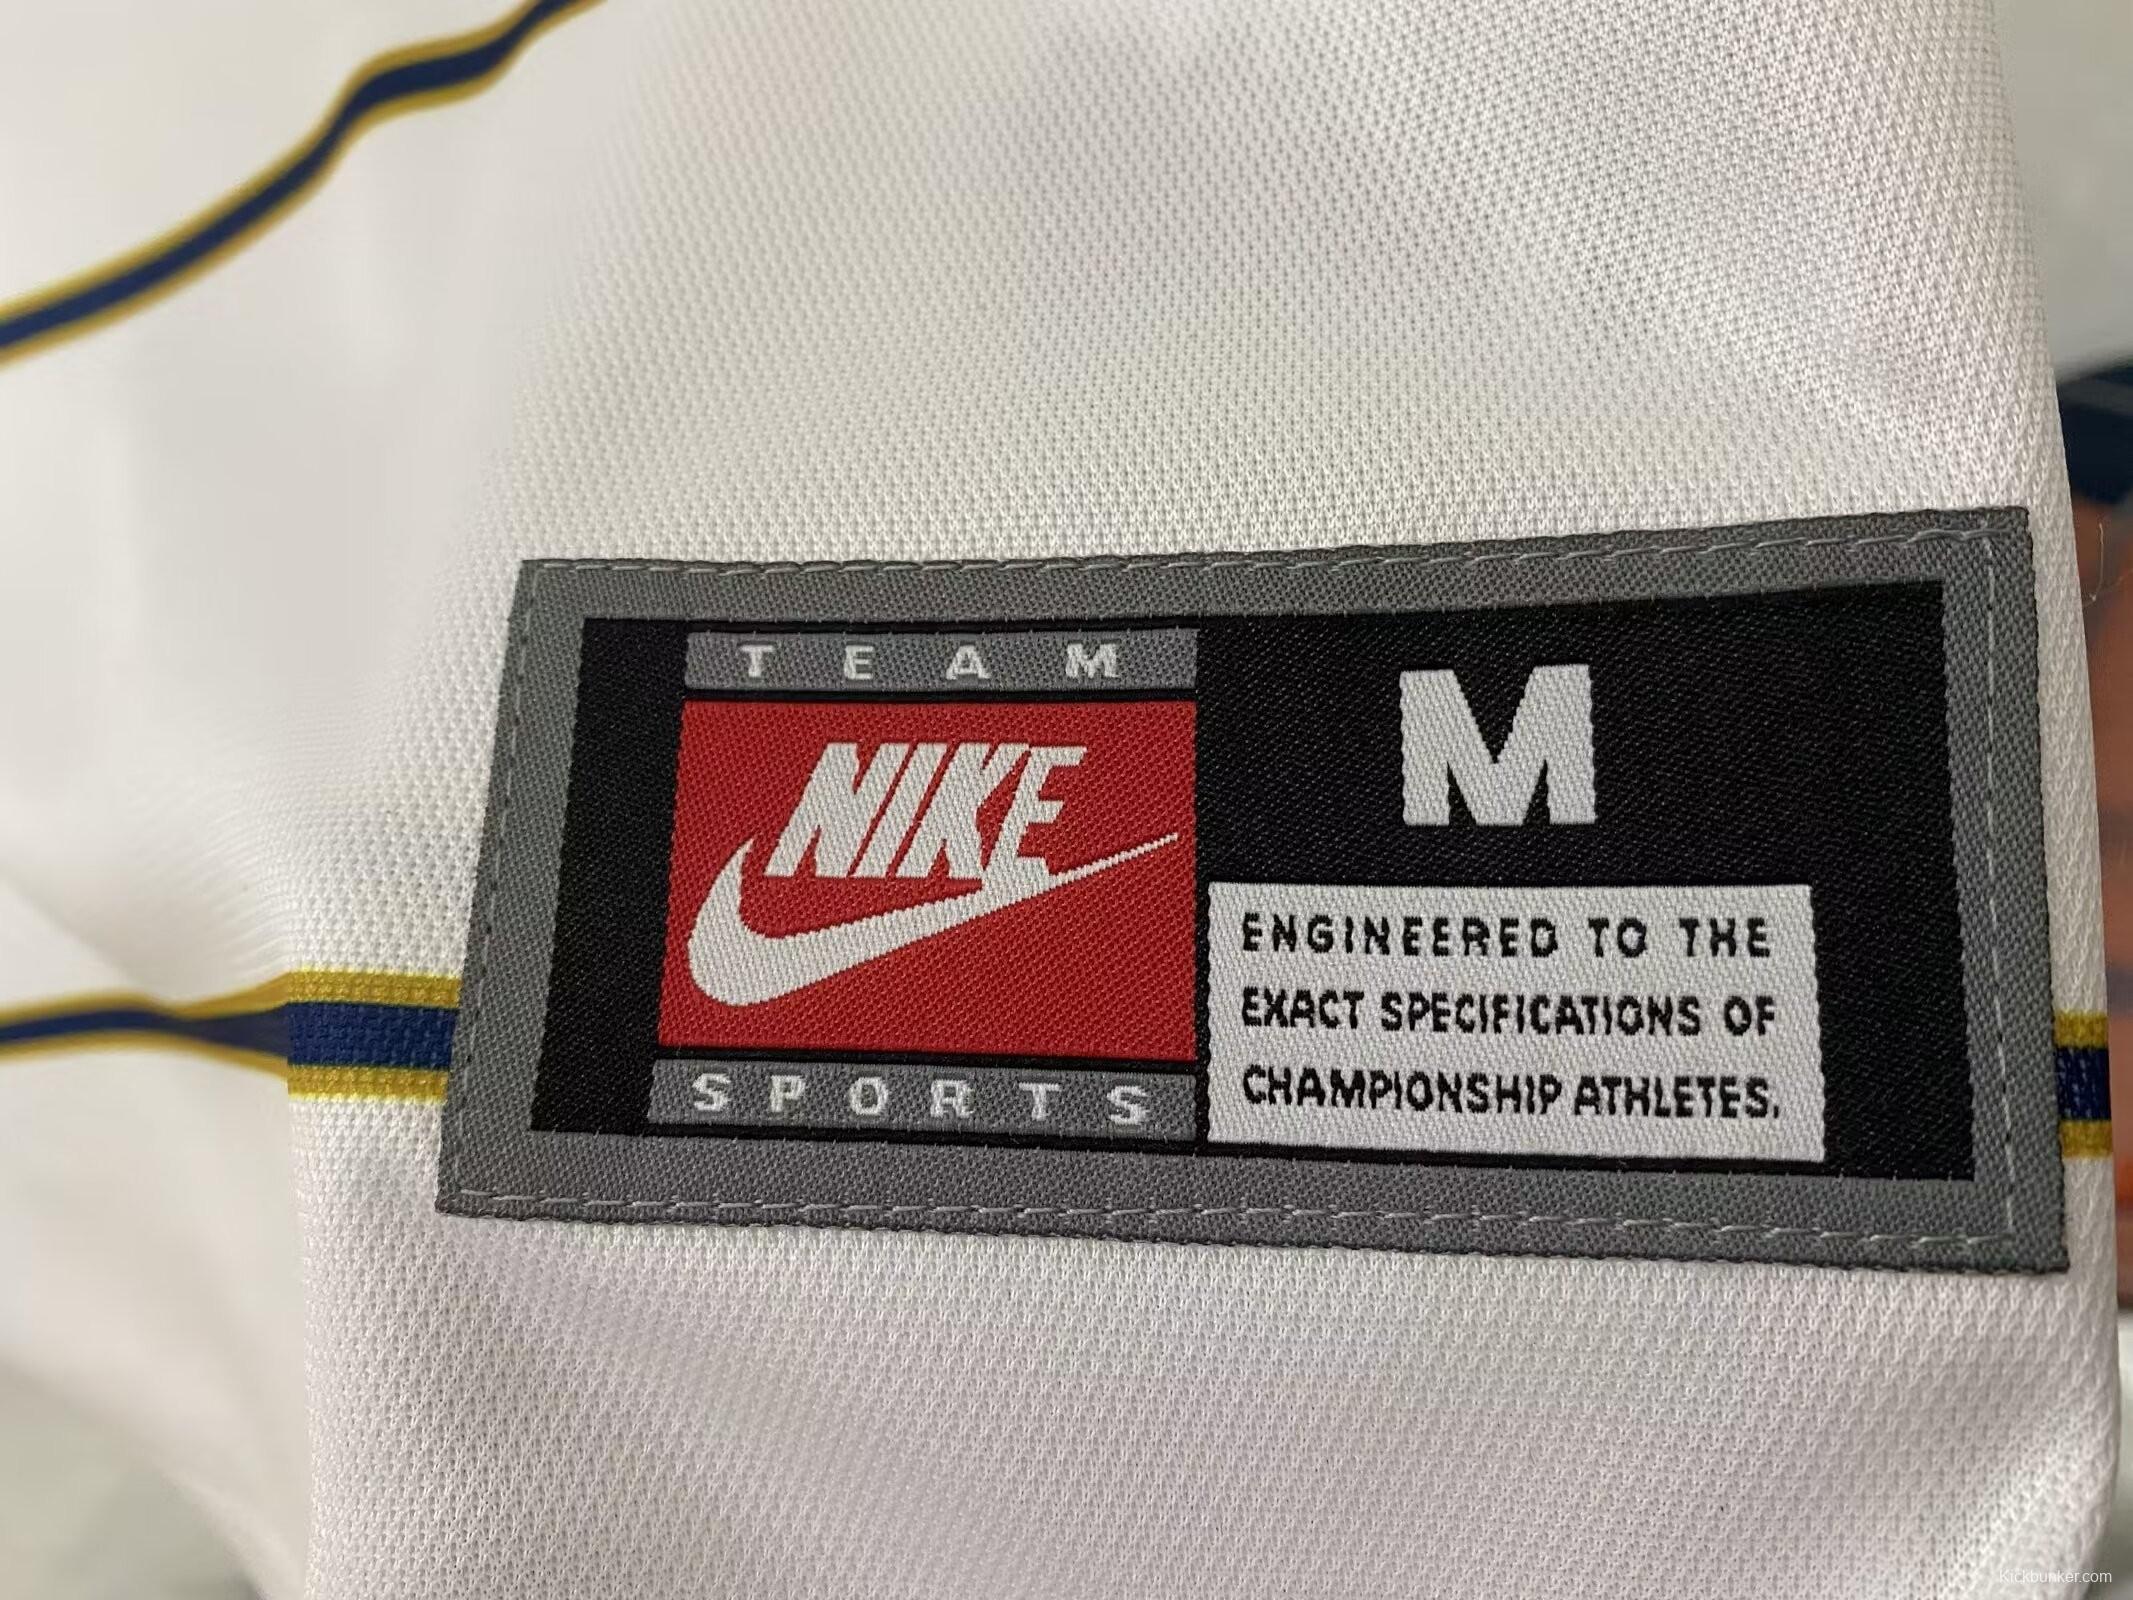 TEAM
NIKE
SPORTS
M
ENGINEERED TO THE
EXACT SPECIFICATIONS OF
CHAMPIONSHIP ATHLETES.
Kickbunker.com